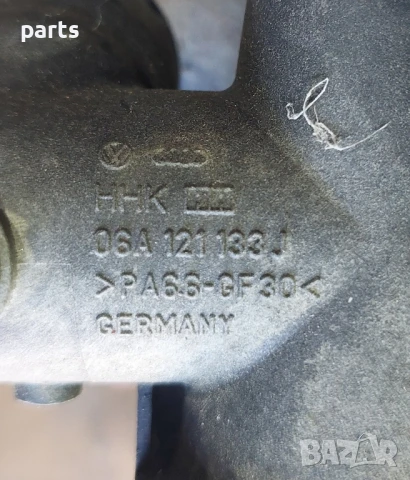 parts
HHK
06A 121 133 J
>PA66-GF30<
GERMANY
BAZAR